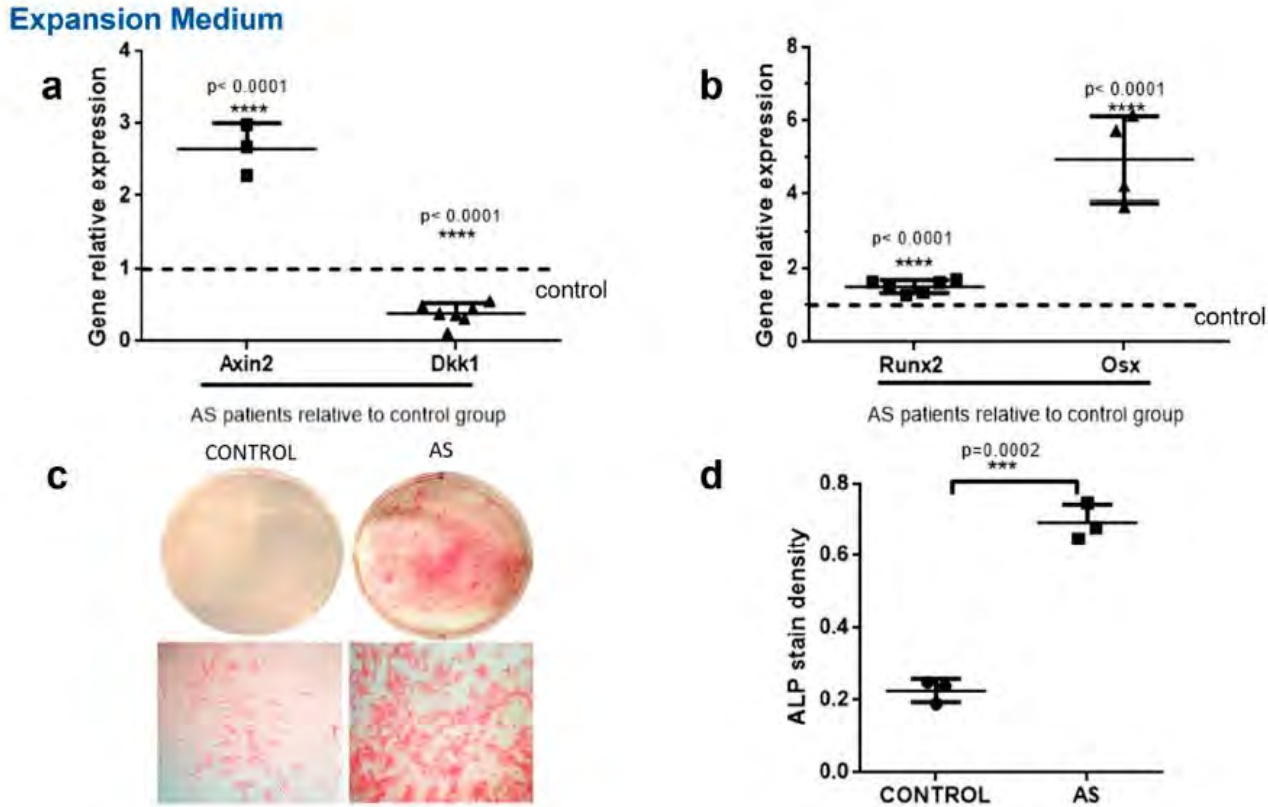 Expansion Medium
a
Gene relative expression
4
3
2
1
0
p< 0.0001
****
p< 0.0001
****
control
Axin2
Dkk1
AS patients relative to control group
b
Gene relative expression
8
6
4
2
0
p< 0.0001
****
p< 0.0001
****
control
Runx2
Osx
AS patients relative to control group
c
CONTROL
AS
d
ALP stain density
p=0.0002
***
0.8
0.6
0.4
0.2
0.0
CONTROL
AS